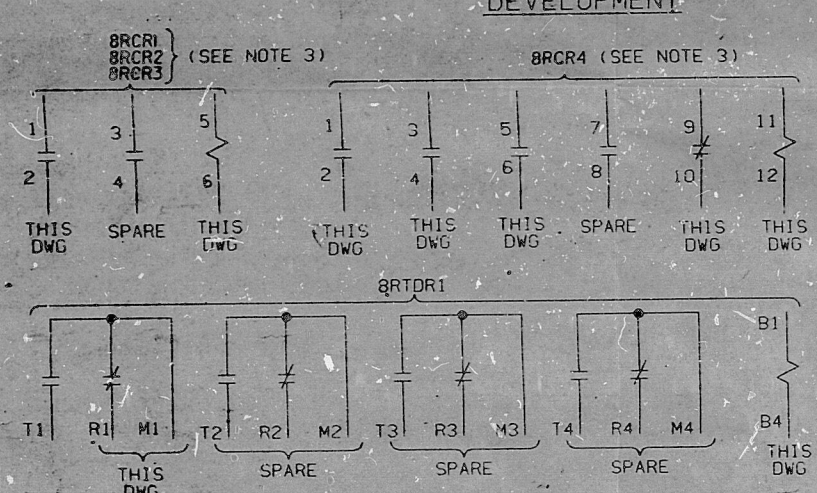 DEVELOPMENT
8RCR1
8RCR2 (SEE NOTE 3)
8RCR3
8RCR4 (SEE NOTE 3)
1 3 5 1 3 5 7 9 11
2 4 6 2 4 6 8 10 12
THIS DWG
SPARE
THIS DWG
THIS DWG
THIS DWG
THIS DWG
SPARE
THIS DWG
THIS DWG
8RTDR1
B1
T1 R1 M1 T2 R2 M2 T3 R3 M3 T4 R4 M4 B4
THIS DWG
SPARE
SPARE
SPARE
THIS DWG